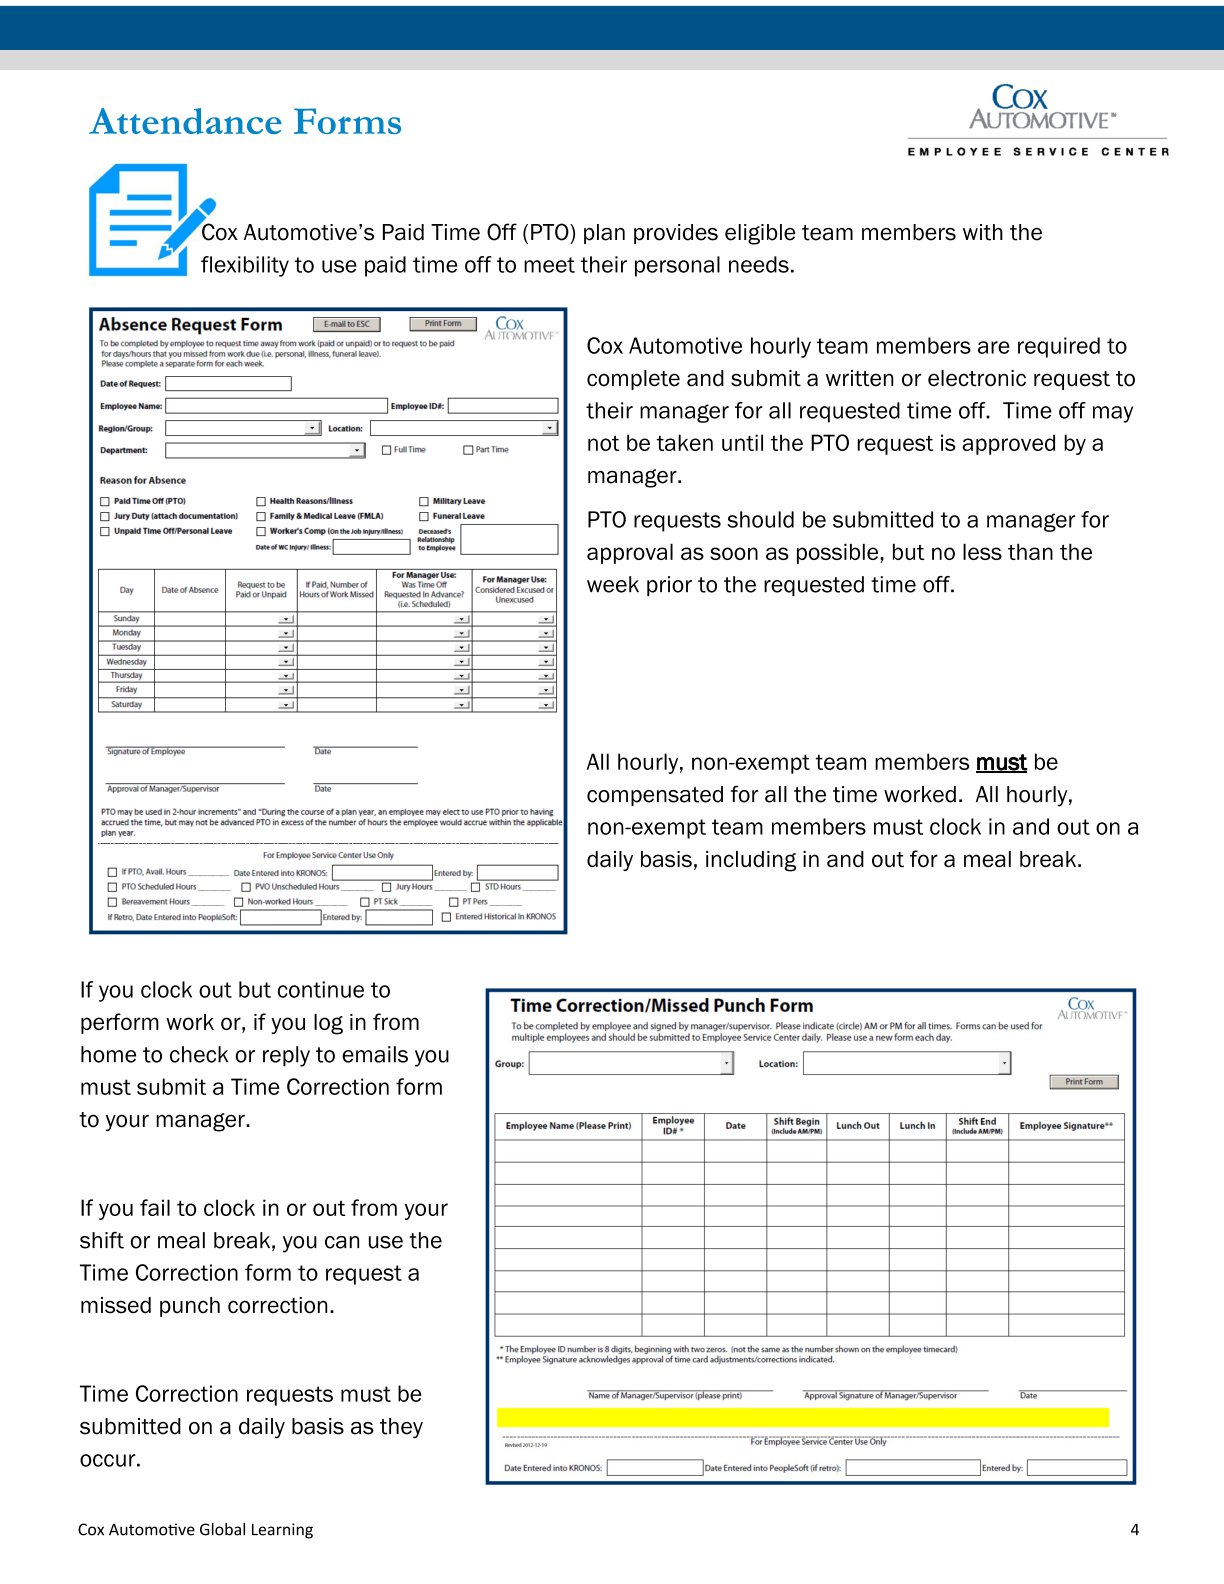 Attendance Forms
COX
AUTOMOTIVE™
EMPLOYEE SERVICE CENTER
Cox Automotive’s Paid Time Off (PTO) plan provides eligible team members with the
flexibility to use paid time off to meet their personal needs.
Absence Request Form
E-mail to ESC
Print Form
COX
AUTOMOTIVE™
To be completed by employee to request time away from work (paid or unpaid) or to request to be paid
for days/hours that you missed from work due (i.e. personal, illness, funeral leave).
Please complete a separate form for each week.
Date of Request:
Employee Name: Employee ID#:
Region/Group: Location:
Department: Full Time Part Time
Reason for Absence
Paid Time Off (PTO) Health Reasons/Illness Military Leave
Jury Duty (attach documentation) Family & Medical Leave (FMLA) Funeral Leave
Unpaid Time Off/Personal Leave Worker's Comp (On the Job Injury/Illness) Deceased's
Relationship
to Employee
Date of WC Injury/ Illness:
Day Date of Absence Request to be
Paid or Unpaid If Paid, Number of
Hours of Work Missed For Manager Use:
Was Time Off
Requested In Advance?
(i.e. Scheduled) For Manager Use:
Considered Excused or
Unexcused
Sunday
Monday
Tuesday
Wednesday
Thursday
Friday
Saturday
Signature of Employee Date
Approval of Manager/Supervisor Date
PTO may be used in 2-hour increments" and "During the course of a plan year, an employee may elect to use PTO prior to having
accrued the time, but may not be advanced PTO in excess of the number of hours the employee would accrue within the applicable
plan year.
For Employee Service Center Use Only
If PTO, Avail. Hours Date Entered into KRONOS: Entered by:
PTO Scheduled Hours PVO Unscheduled Hours Jury Hours STD Hours
Bereavement Hours Non-worked Hours PT Sick PT Pers
If Retro, Date Entered into PeopleSoft: Entered by: Entered Historical In KRONOS
Cox Automotive hourly team members are required to
complete and submit a written or electronic request to
their manager for all requested time off. Time off may
not be taken until the PTO request is approved by a
manager.
PTO requests should be submitted to a manager for
approval as soon as possible, but no less than the
week prior to the requested time off.
All hourly, non-exempt team members must be
compensated for all the time worked. All hourly,
non-exempt team members must clock in and out on a
daily basis, including in and out for a meal break.
If you clock out but continue to
perform work or, if you log in from
home to check or reply to emails you
must submit a Time Correction form
to your manager.
If you fail to clock in or out from your
shift or meal break, you can use the
Time Correction form to request a
missed punch correction.
Time Correction requests must be
submitted on a daily basis as they
occur.
Time Correction/Missed Punch Form
COX
AUTOMOTIVE™
To be completed by employee and signed by manager/supervisor. Please indicate (circle) AM or PM for all times. Forms can be used for
multiple employees and should be submitted to Employee Service Center daily. Please use a new form each day.
Group: Location:
Print Form
Employee Name (Please Print) Employee
ID# * Date Shift Begin
(Include AM/PM) Lunch Out Lunch In Shift End
(Include AM/PM) Employee Signature**
* The Employee ID number is 8 digits, beginning with two zeros. (not the same as the number shown on the employee timecard)
** Employee Signature acknowledges approval of time card adjustments/corrections indicated.
Name of Manager/Supervisor (please print) Approval Signature of Manager/Supervisor Date
For Employee Service Center Use Only
Revised 2012-12-19
Date Entered into KRONOS: Date Entered into PeopleSoft (if retro): Entered by:
Cox Automotive Global Learning 4